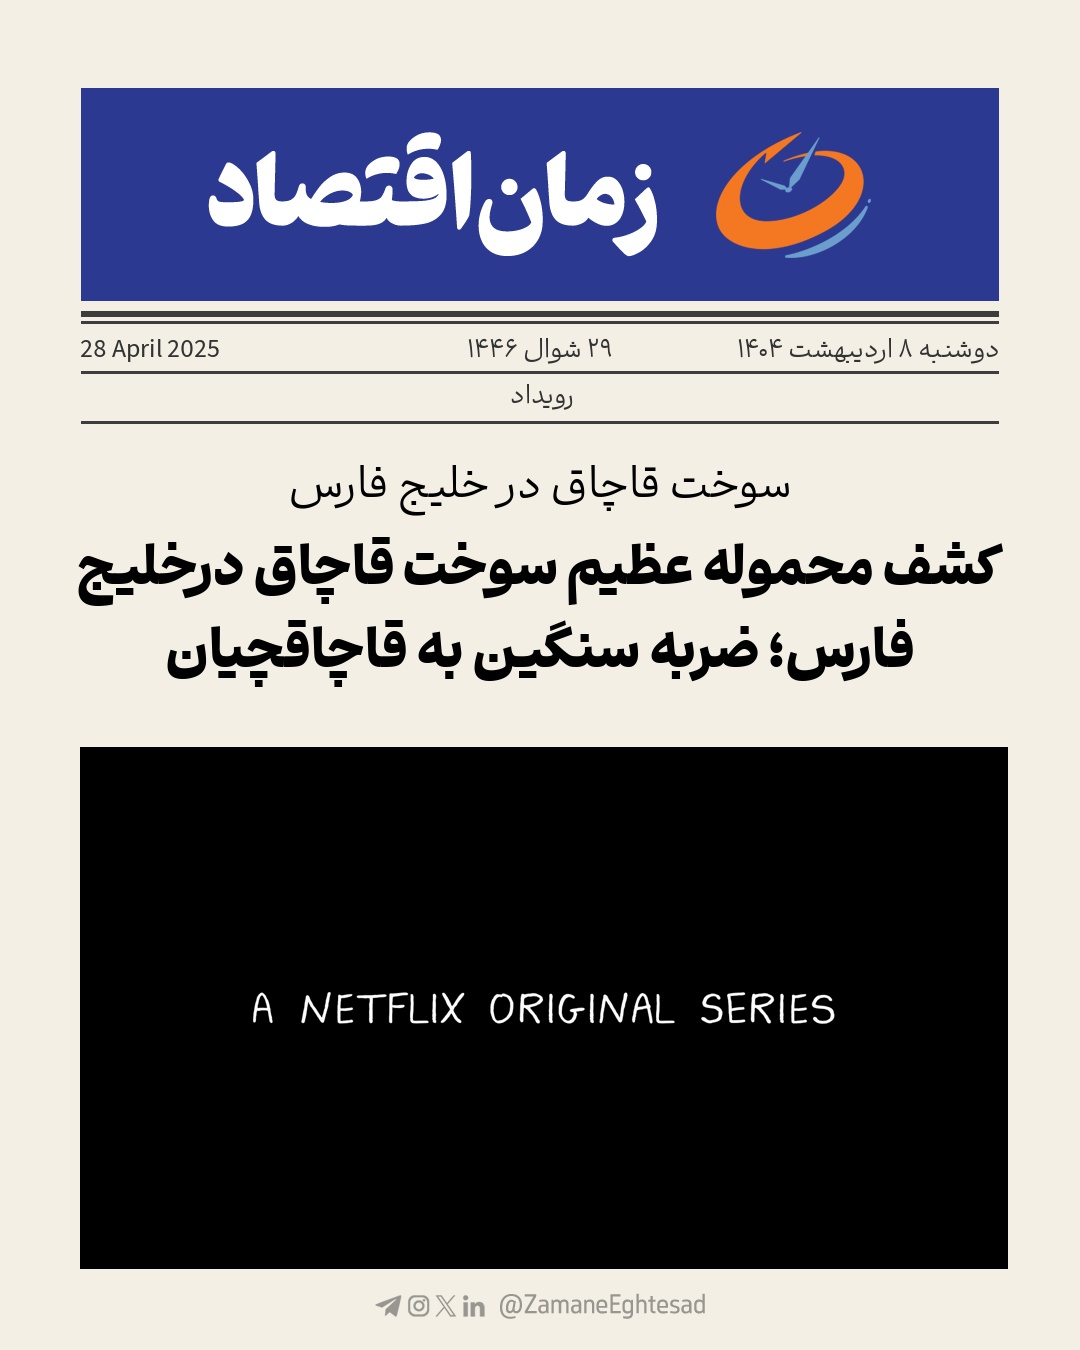 زمان اقتصاد
دوشنبه ۸ اردیبهشت ۱۴۰۴
۲۹ شوال ۱۴۴۶
28 April 2025
رویداد
سوخت قاچاق در خلیج فارس
کشف محموله عظیم سوخت قاچاق درخلیج
فارس؛ ضربه سنگین به قاچاقچیان
A NETFLIX ORIGINAL SERIES
@ZamaneEghtesad